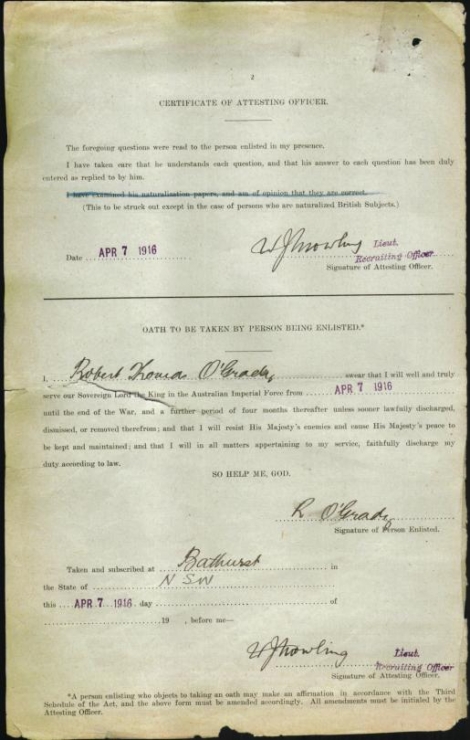 2
CERTIFICATE OF ATTESTING OFFICER.
The foregoing questions were read to the person enlisted in my presence.
I have taken care that he understands each question, and that his answer to each question has been duly
entered as replied to by him.
I have examined his naturalization papers, and am of opinion that they are correct.
(This to be struck out except in the case of persons who are naturalized British Subjects.)
Date APR 7 1916
Lieut.
Recruiting Officer
Signature of Attesting Officer.
OATH TO BE TAKEN BY PERSON BEING ENLISTED.*
I, Robert Thomas O'Grady swear that I will well and truly
serve our Sovereign Lord the King in the Australian Imperial Force from APR 7 1916
until the end of the War, and a further period of four months thereafter unless sooner lawfully discharged,
dismissed, or removed therefrom; and that I will resist His Majesty's enemies and cause His Majesty's peace to
be kept and maintained; and that I will in all matters appertaining to my service, faithfully discharge my
duty according to law.
SO HELP ME, GOD.
R O'Grady
Signature of Person Enlisted.
Taken and subscribed at Bathurst in
the State of NSW
this APR 7 1916 day of
19 , before me—
Lieut.
Recruiting Officer
Signature of Attesting Officer.
*A person enlisting who objects to taking an oath may make an affirmation in accordance with the Third
Schedule of the Act, and the above form must be amended accordingly. All amendments must be initialed by the
Attesting Officer.